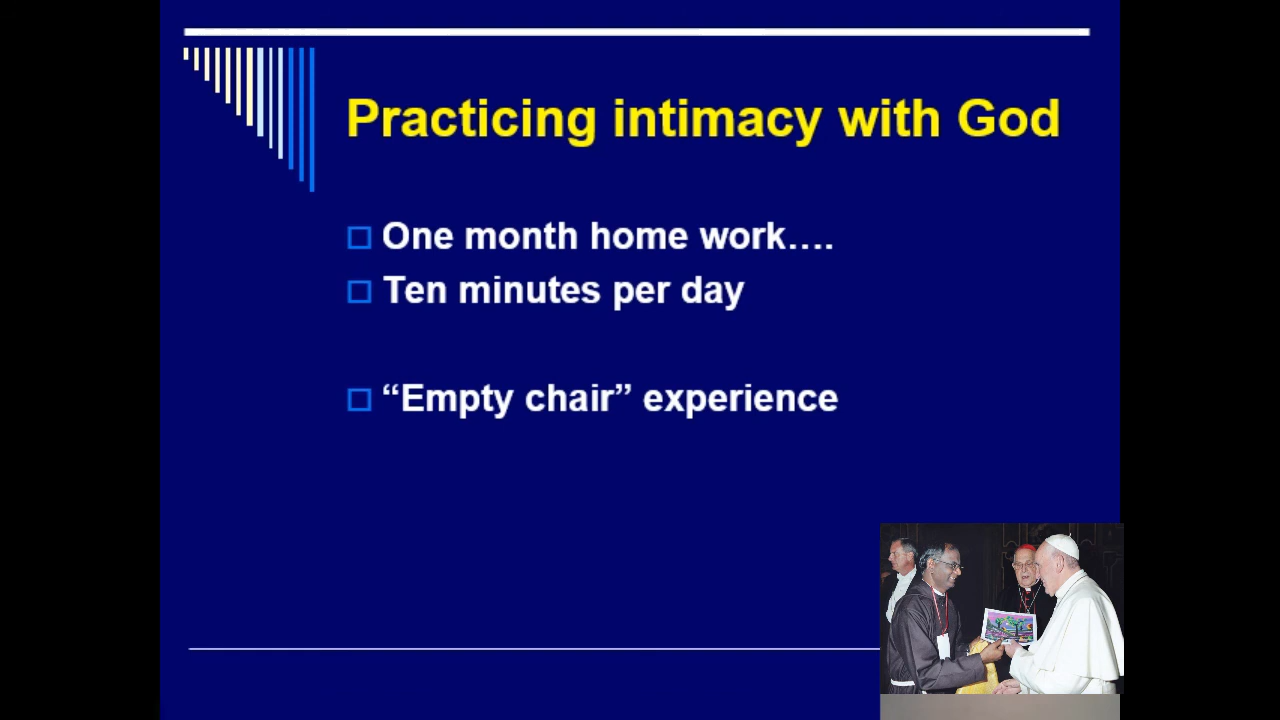 Practicing intimacy with God
One month home work....
Ten minutes per day
“Empty chair” experience